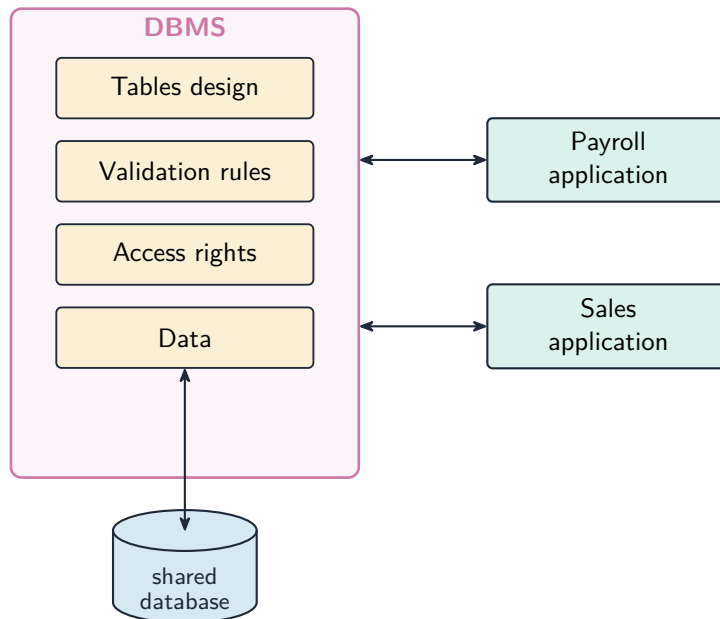 DBMS
Tables design
Validation rules
Access rights
Data
Payroll
application
Sales
application
shared
database